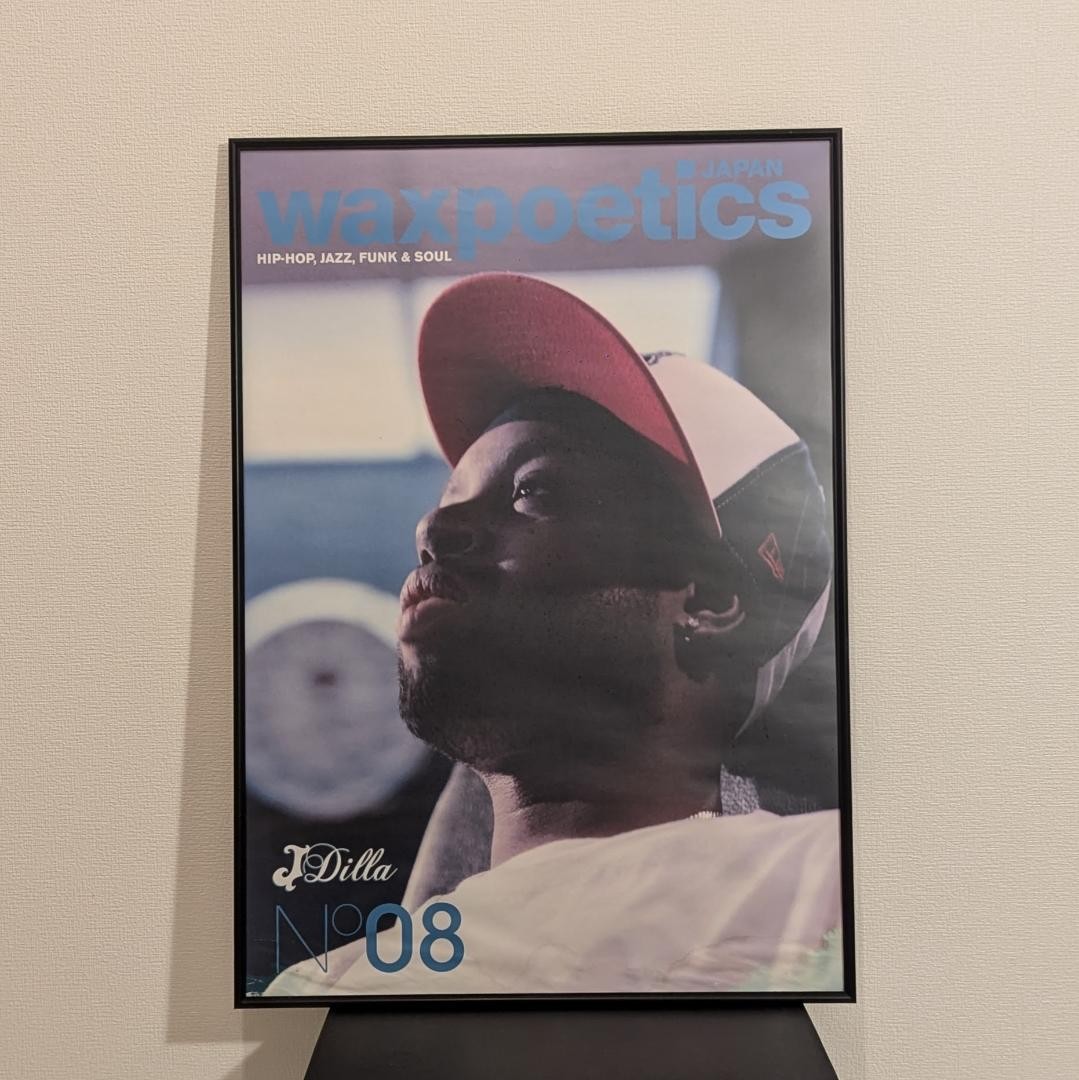 JAPAN
waxpoetics
HIP-HOP, JAZZ, FUNK & SOUL
J Dilla
Nº08